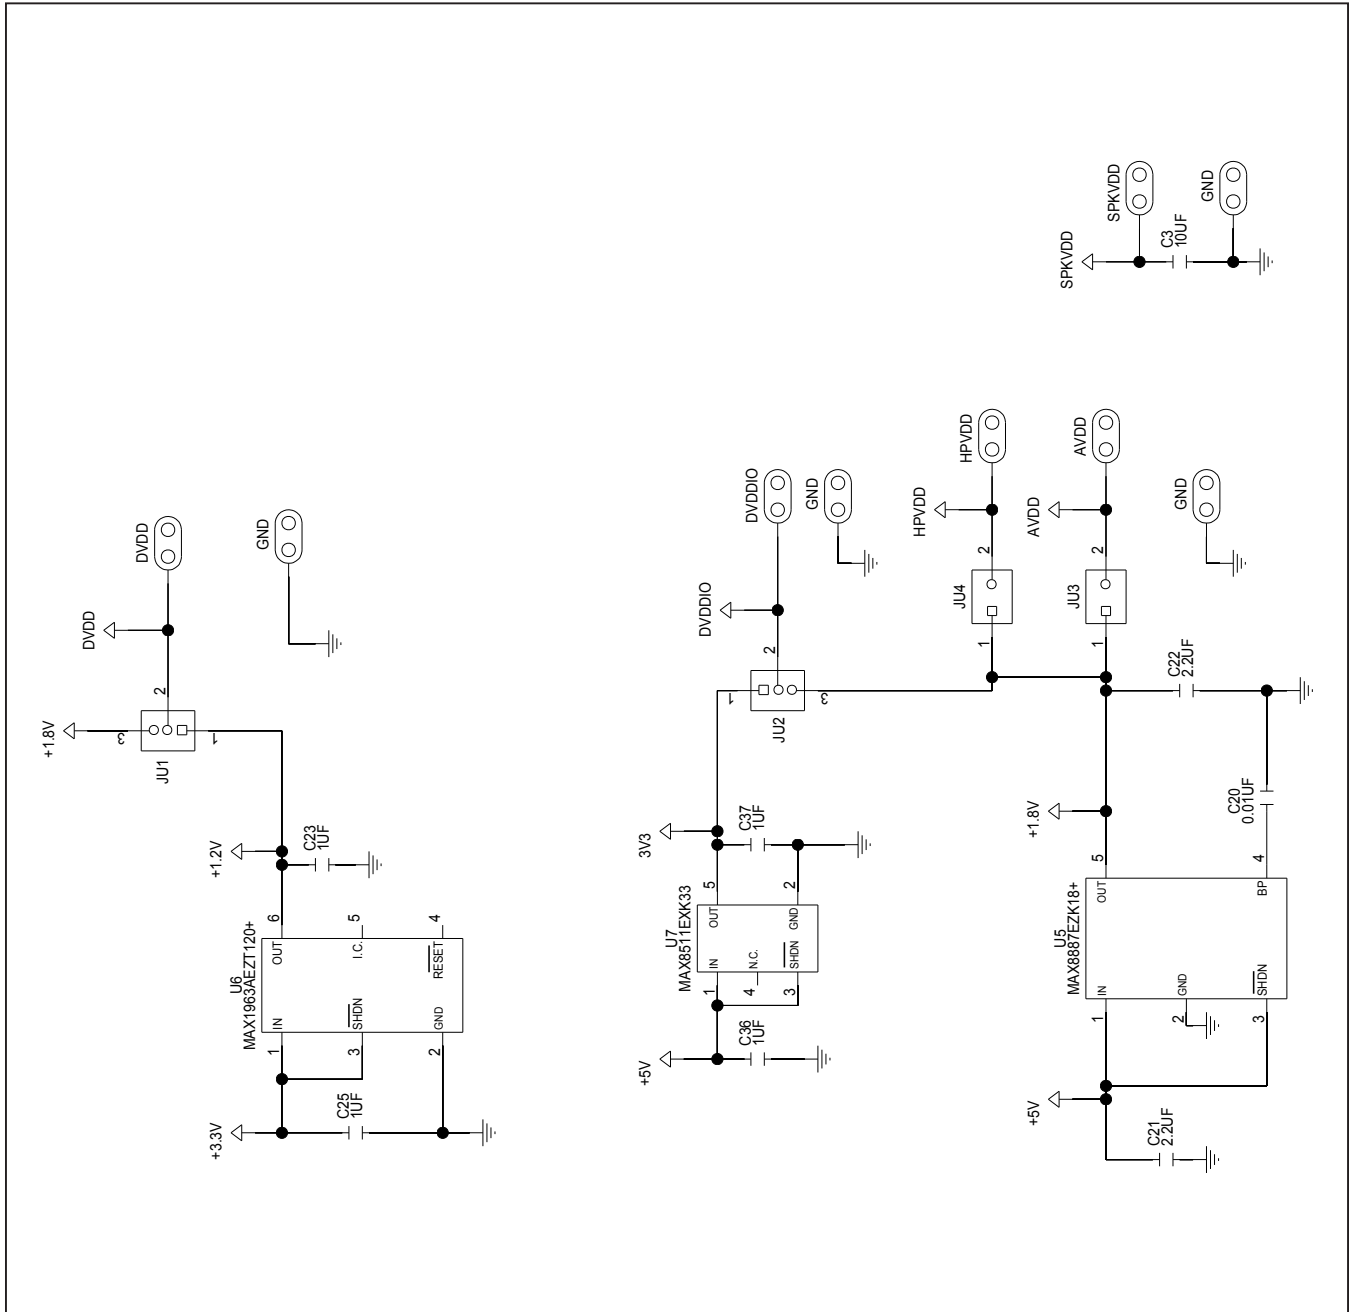 SPKVDD
SPKVDD
C3
10UF
GND
DVDD
DVDD
GND
+1.8V
3
2
JU1
1
+1.2V
C23
1UF
6
5
4
OUT
I.C.
RESET
U6
MAX1963AEZT120+
IN
SHDN
GND
1
3
2
C25
1UF
+3.3V
DVDDIO
GND
DVDDIO
2
1
JU2
3
3V3
C37
1UF
5
2
OUT
GND
U7
MAX8511EXK33
IN
N.C.
SHDN
1
4
3
C36
1UF
+5V
HPVDD
AVDD
HPVDD
AVDD
GND
2
2
JU4
JU3
1
1
C22
2.2UF
+1.8V
C20
0.01UF
5
4
OUT
BP
U5
MAX8887EZK18+
IN
GND
SHDN
1
2
3
+5V
C21
2.2UF